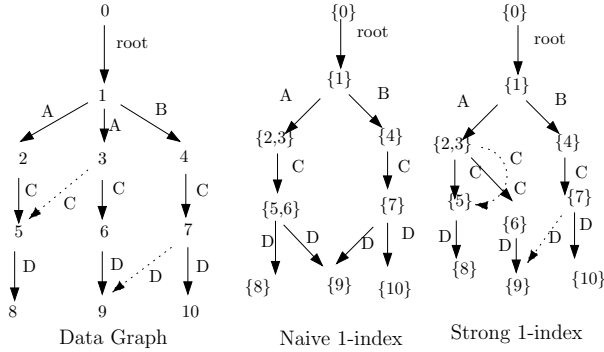 0 {0} {0}
root root root
1 {1} {1}
A A B A B A B
2 3 4 {2,3} {4} {2,3} {4}
C C C C C C C C C C
5 6 7 {5,6} {7} {5} {6} {7}
D D D D D D D D D D D D
8 9 10 {8} {9} {10} {8} {9} {10}
Data Graph Naive 1-index Strong 1-index